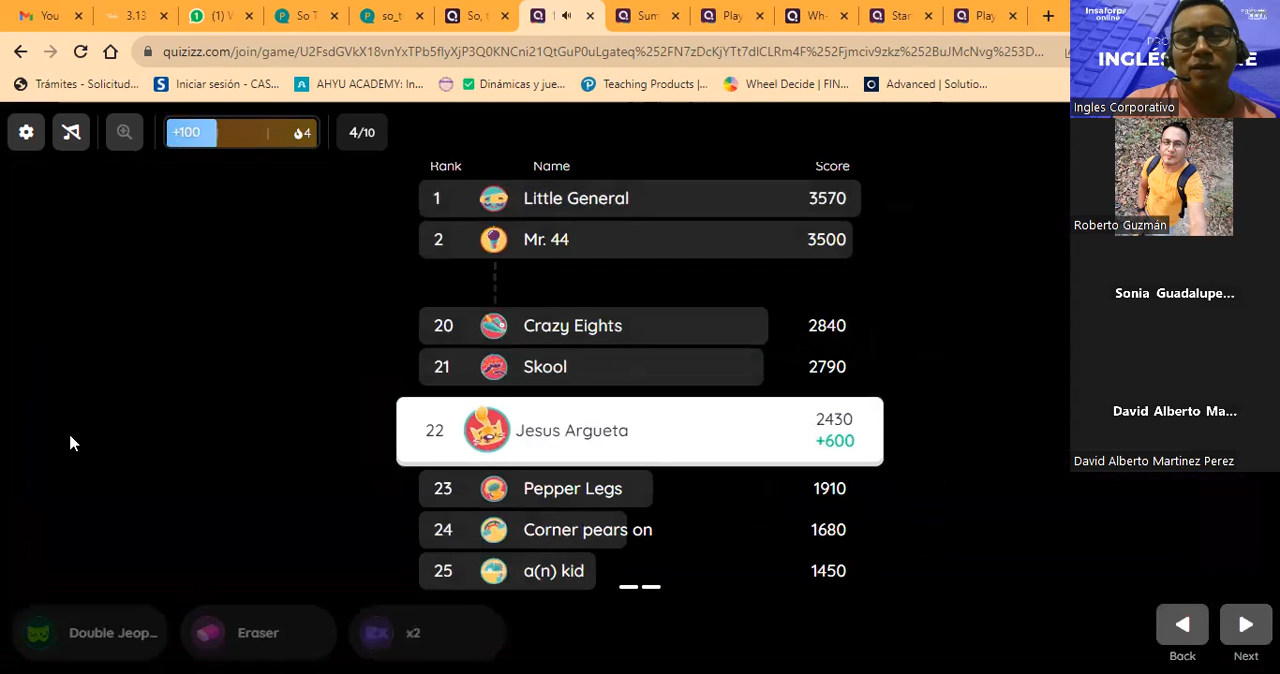 You
3.13
(1) V
So T
so_t
So, t
Sum
Play
Wh-
Star
Play
quizizz.com/join/game/U2FsdGVkX18vnYxTPb5flyXjP3Q0KNCni21QtGuP0uLgateq%252FN7zDcKjYTt7dlCLRm4F%252Fjmciv9zkz%252BuJMcNvg%253D...
Trámites - Solicitud...
Iniciar sesión - CAS...
AHYU ACADEMY: In...
Dinámicas y jue...
Teaching Products |...
Wheel Decide | FIN...
Advanced | Solutio...
+100
4
4/10
Rank Name Score
1 Little General 3570
2 Mr. 44 3500
20 Crazy Eights 2840
21 Skool 2790
22 Jesus Argueta 2430
+600
23 Pepper Legs 1910
24 Corner pears on 1680
25 a(n) kid 1450
Double Jeop...
Eraser
x2
Back
Next
Insaforp
online
Ingles Corporativo
Roberto Guzmán
Sonia Guadalupe...
David Alberto Ma...
David Alberto Martinez Perez